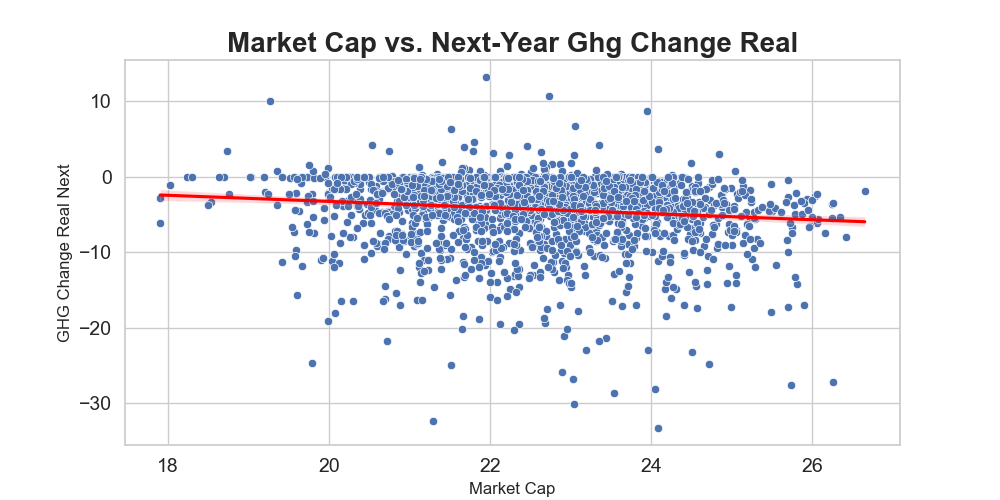 Market Cap vs. Next-Year Ghg Change Real
GHG Change Real Next
10
0
−10
−20
−30
18 20 22 24 26
Market Cap